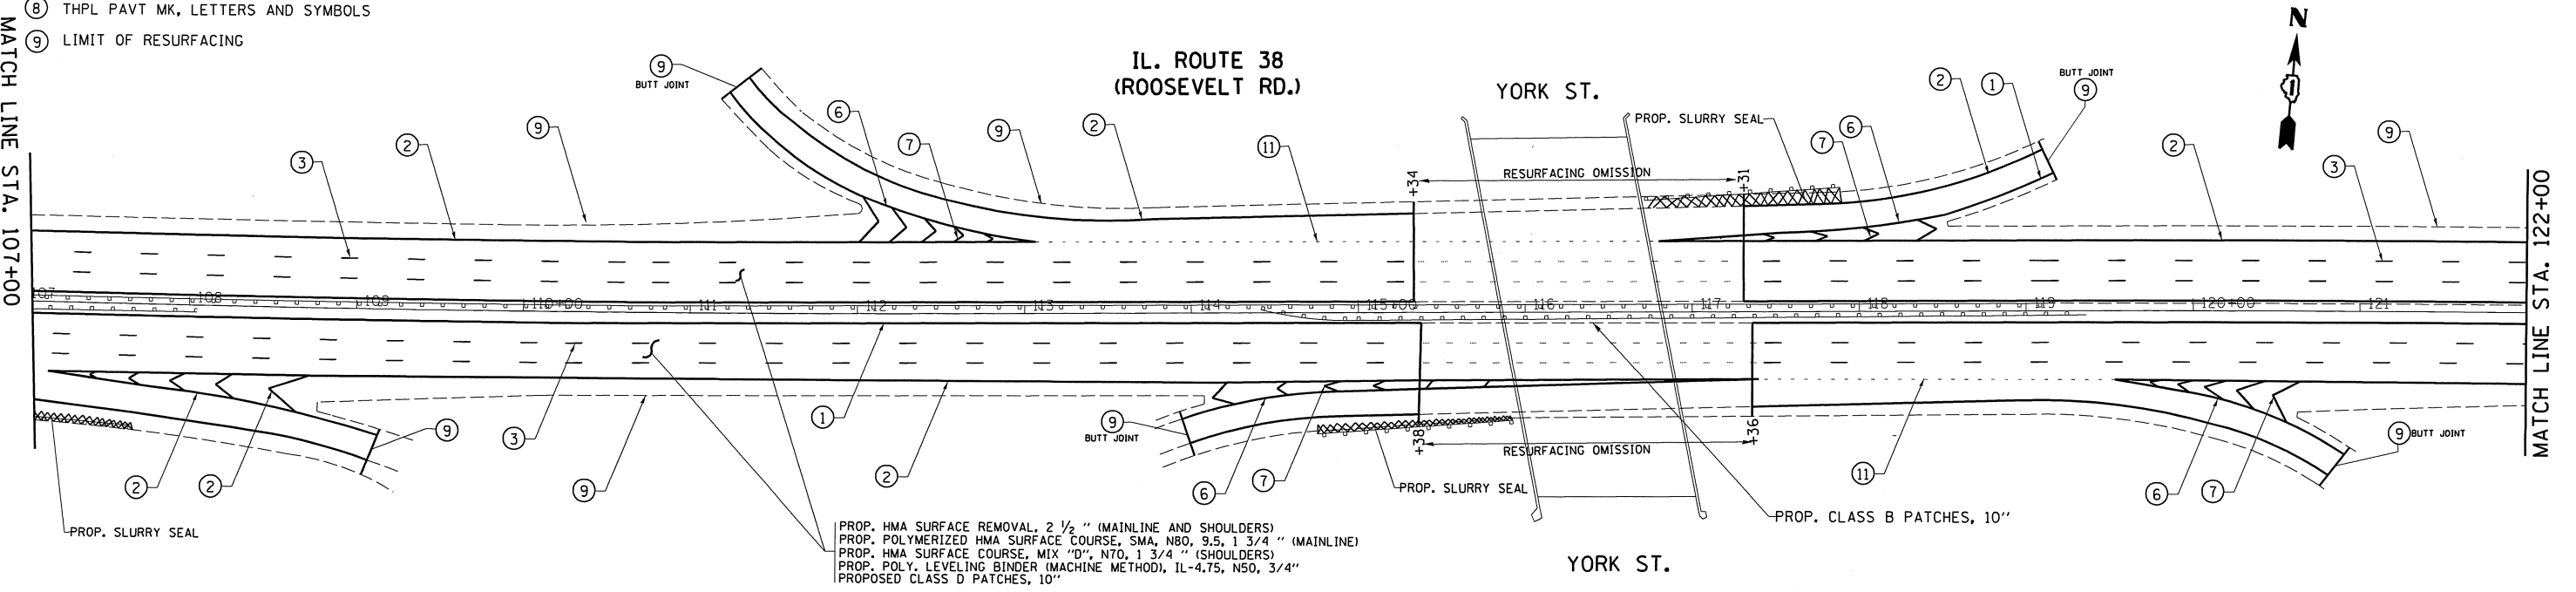 8 THPL PAVT MK, LETTERS AND SYMBOLS
9 LIMIT OF RESURFACING
MATCH LINE STA. 107+00
IL. ROUTE 38
(ROOSEVELT RD.)
YORK ST.
N
1
9
BUTT JOINT
6
9
2
3
7
9
2
11
PROP. SLURRY SEAL
RESURFACING OMISSION
+34
+31
7
6
2
1
BUTT JOINT
9
2
3
9
MATCH LINE STA. 122+00
107
108
109
110+00
111
112
113
114
115+00
116
117
118
119
120+00
121
2
2
9
3
9
1
2
9
BUTT JOINT
6
7
+38
+36
RESURFACING OMISSION
PROP. SLURRY SEAL
11
6
7
9 BUTT JOINT
PROP. SLURRY SEAL
PROP. CLASS B PATCHES, 10"
PROP. HMA SURFACE REMOVAL, 2 1/2 " (MAINLINE AND SHOULDERS)
PROP. POLYMERIZED HMA SURFACE COURSE, SMA, N80, 9.5, 1 3/4 " (MAINLINE)
PROP. HMA SURFACE COURSE, MIX "D", N70, 1 3/4 " (SHOULDERS)
PROP. POLY. LEVELING BINDER (MACHINE METHOD), IL-4.75, N50, 3/4"
PROPOSED CLASS D PATCHES, 10"
YORK ST.